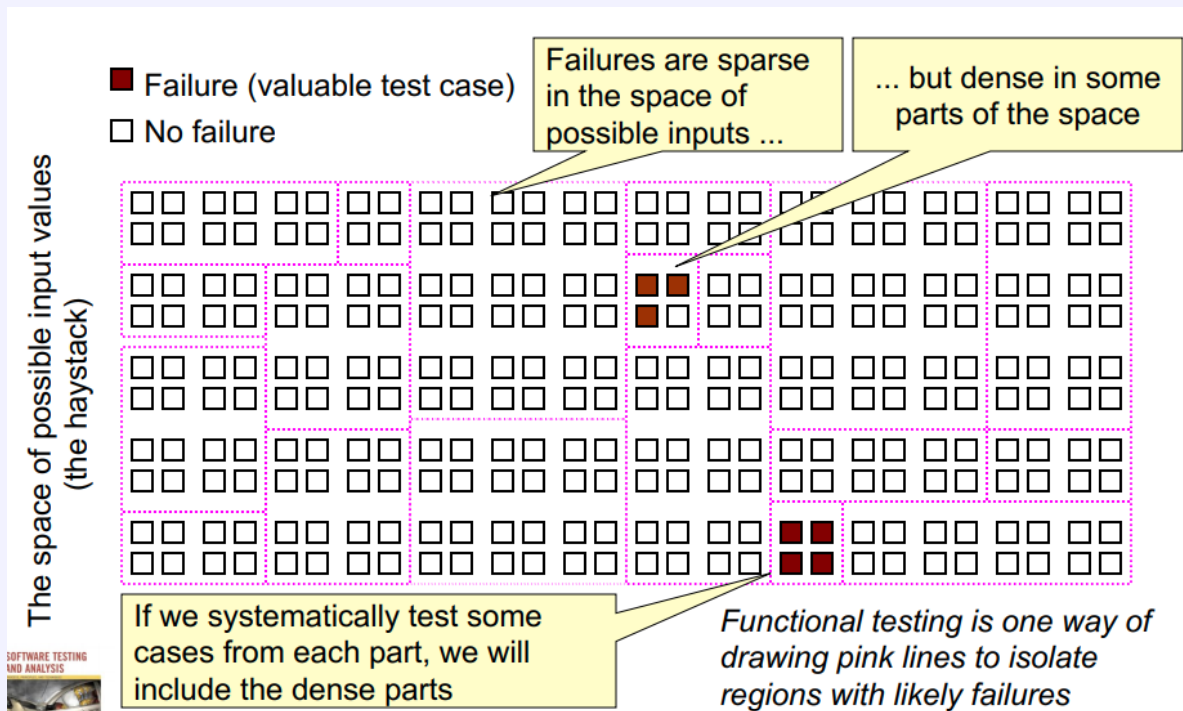 Failure (valuable test case)
No failure
Failures are sparse
in the space of
possible inputs ...
... but dense in some
parts of the space
The space of possible input values
(the haystack)
If we systematically test some
cases from each part, we will
include the dense parts
Functional testing is one way of
drawing pink lines to isolate
regions with likely failures
SOFTWARE TESTING
AND ANALYSIS